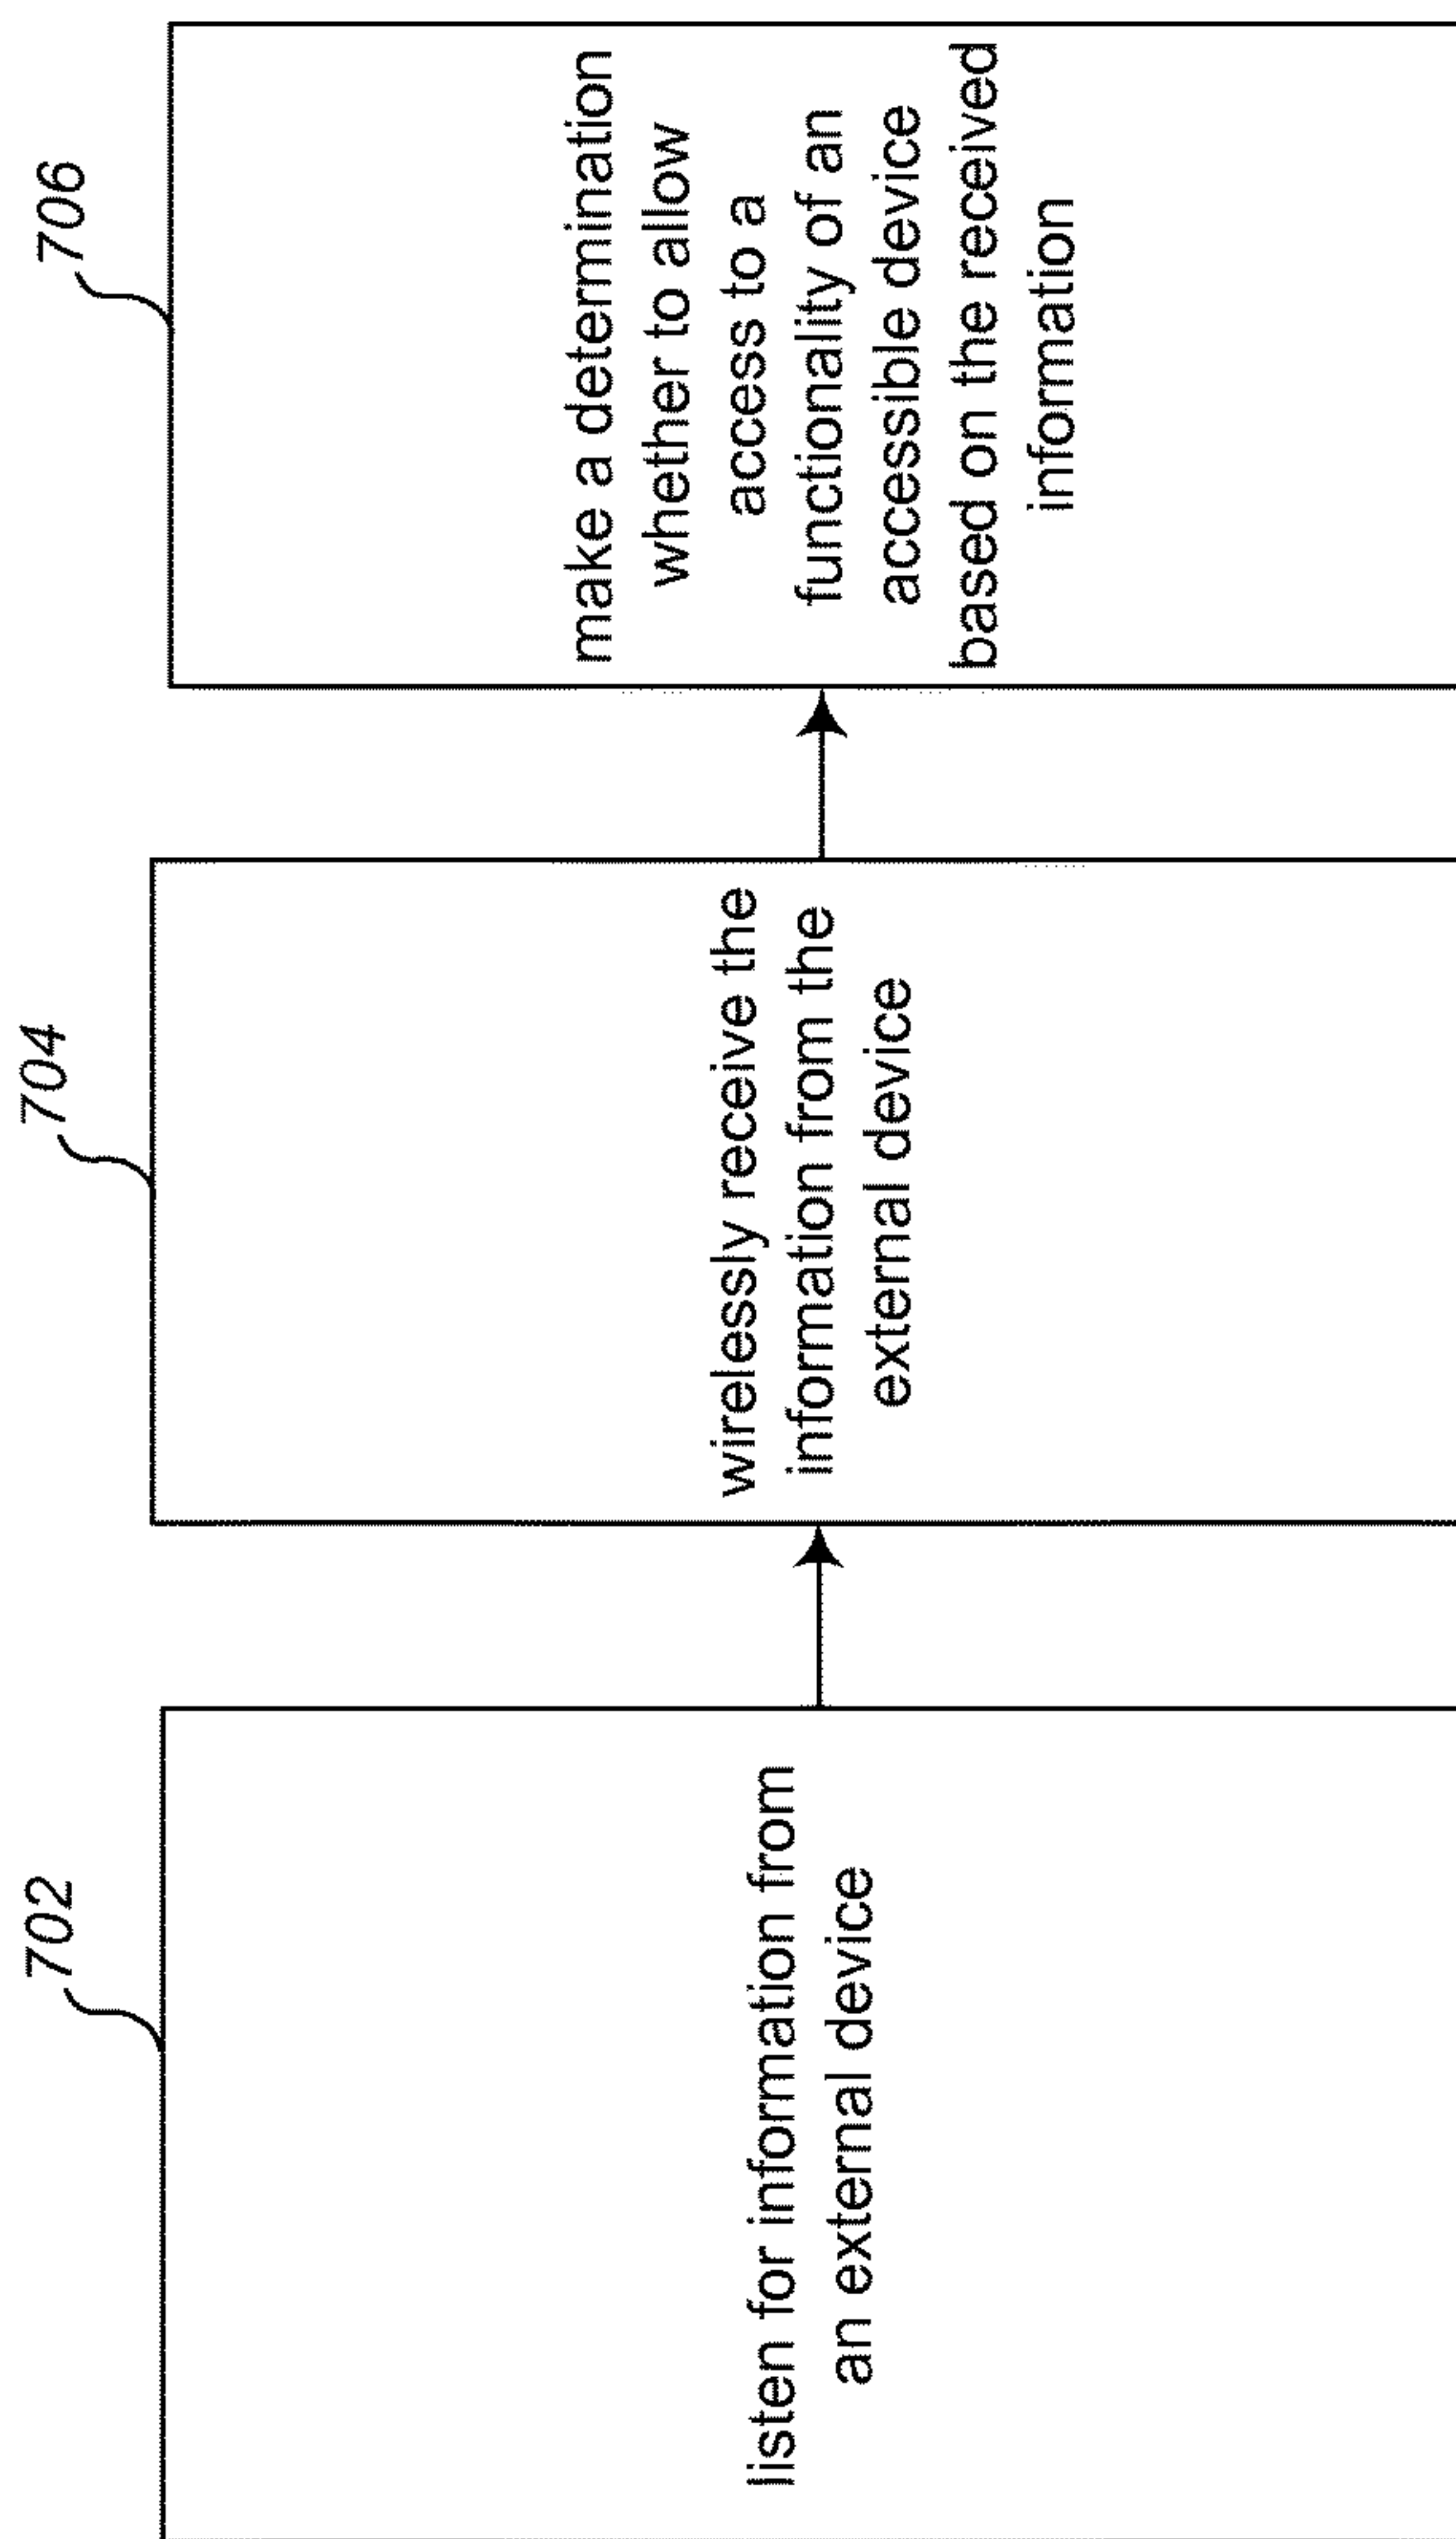 702
listen for information from
an external device
704
wirelessly receive the
information from the
external device
706
make a determination
whether to allow
access to a
functionality of an
accessible device
based on the received
information